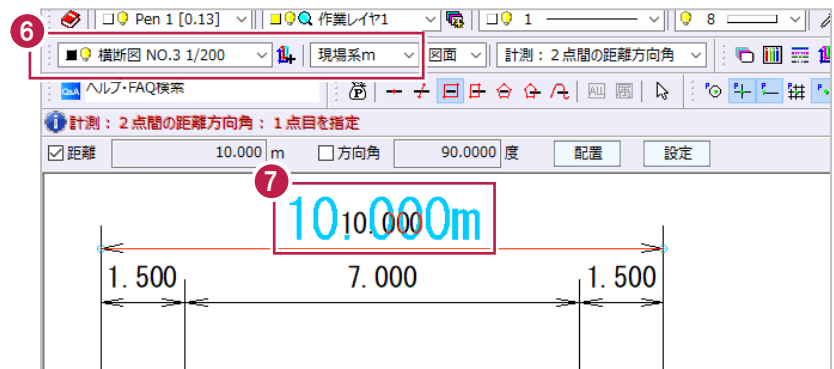 Pen 1 [0.13] 作業レイヤ1 1 8
6
横断図 NO.3 1/200 現場系m 図面 計測：2点間の距離方向角
Q&A ヘルプ・FAQ検索 ALL 属
計測：2点間の距離方向角：1点目を指定
距離 10.000 m 方向角 90.0000 度 配置 設定
7
10.000m
10.000
1.500 7.000 1.500